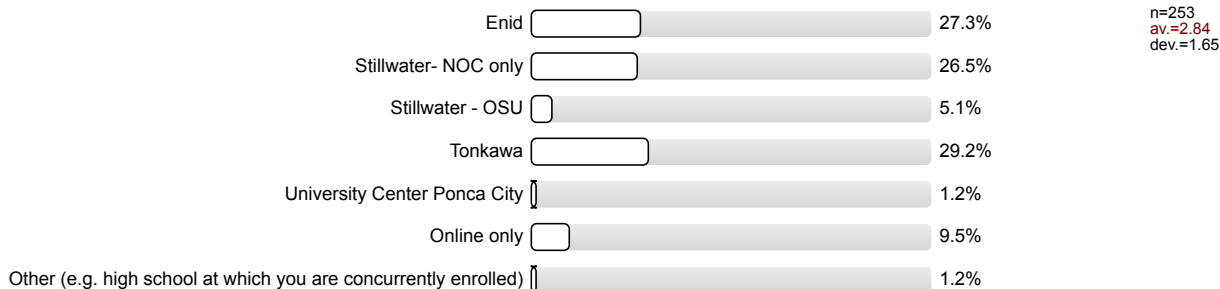 Enid 27.3%
n=253
av.=2.84
dev.=1.65
Stillwater- NOC only 26.5%
Stillwater - OSU 5.1%
Tonkawa 29.2%
University Center Ponca City 1.2%
Online only 9.5%
Other (e.g. high school at which you are concurrently enrolled) 1.2%